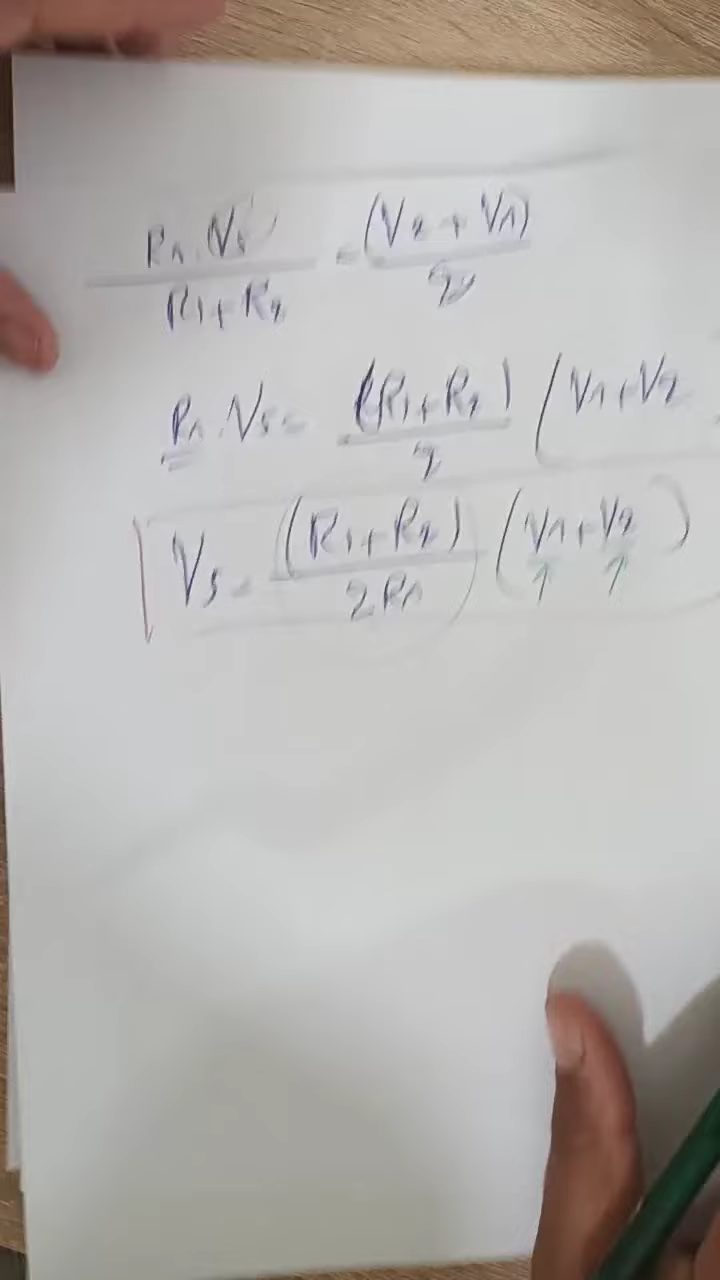 R1.Vs / R1+R2 = (V2+V1) / 2
R1.Vs = (R1+R2) / 2 (V1+V2
Vs = (R1+R2) / 2R1 (V1+V2)